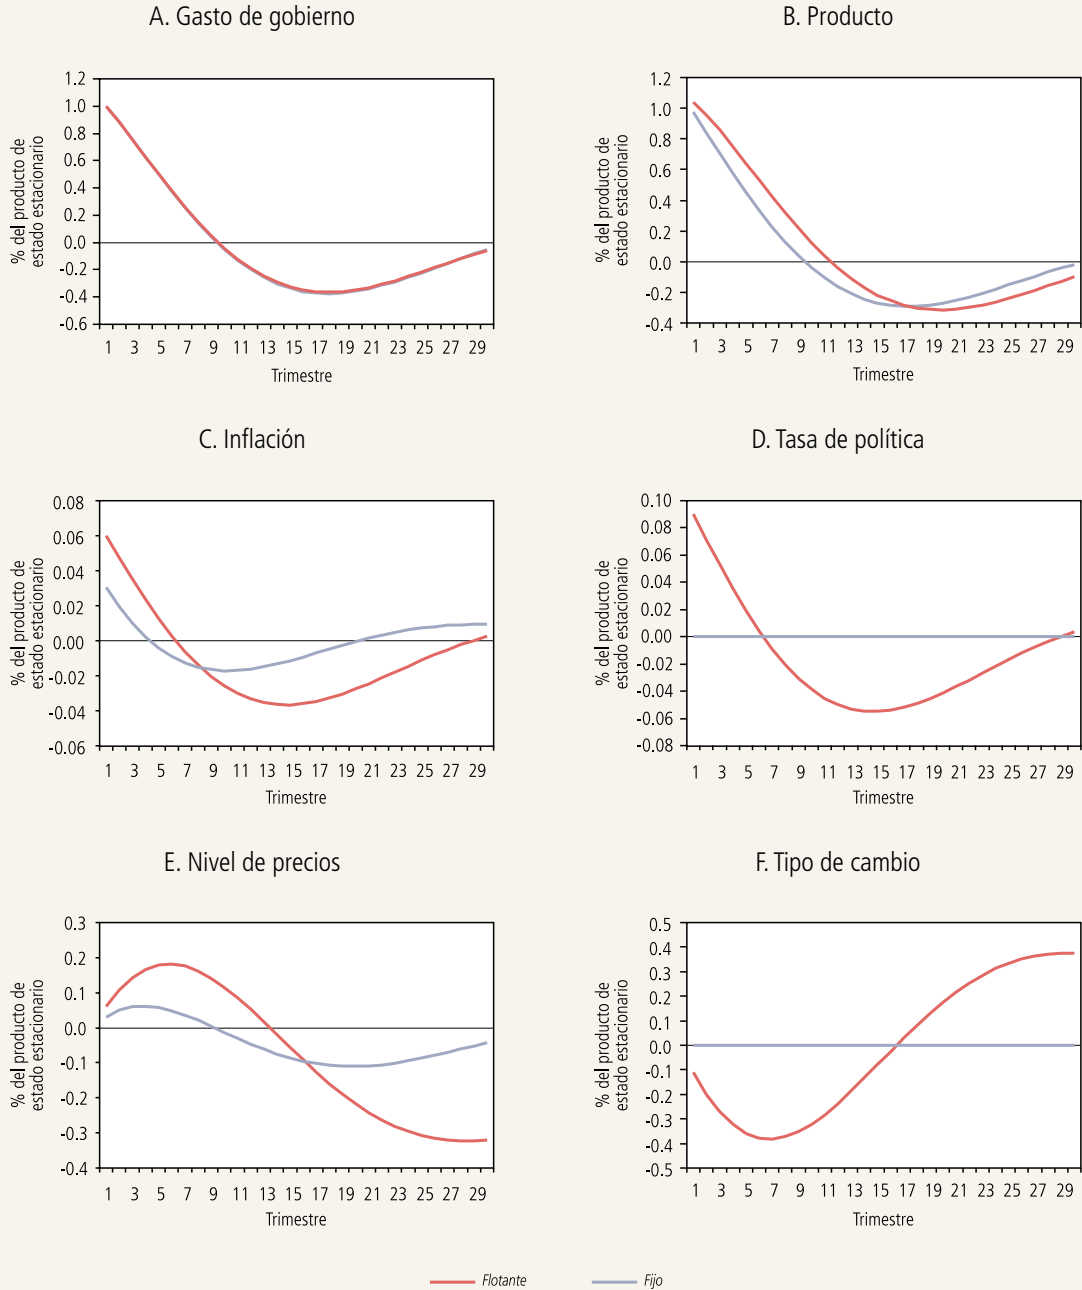 A. Gasto de gobierno
% del producto de
estado estacionario
1.2
1.0
0.8
0.6
0.4
0.2
0.0
-0.2
-0.4
-0.6
1 3 5 7 9 11 13 15 17 19 21 23 25 27 29
Trimestre
B. Producto
% del producto de
estado estacionario
1.2
1.0
0.8
0.6
0.4
0.2
0.0
-0.2
-0.4
1 3 5 7 9 11 13 15 17 19 21 23 25 27 29
Trimestre
C. Inflación
% del producto de
estado estacionario
0.08
0.06
0.04
0.02
0.00
-0.02
-0.04
-0.06
1 3 5 7 9 11 13 15 17 19 21 23 25 27 29
Trimestre
D. Tasa de política
% del producto de
estado estacionario
0.10
0.08
0.06
0.04
0.02
0.00
-0.02
-0.04
-0.06
-0.08
1 3 5 7 9 11 13 15 17 19 21 23 25 27 29
Trimestre
E. Nivel de precios
% del producto de
estado estacionario
0.3
0.2
0.1
0.0
-0.1
-0.2
-0.3
-0.4
1 3 5 7 9 11 13 15 17 19 21 23 25 27 29
Trimestre
F. Tipo de cambio
% del producto de
estado estacionario
0.5
0.4
0.3
0.2
0.1
0.0
-0.1
-0.2
-0.3
-0.4
-0.5
1 3 5 7 9 11 13 15 17 19 21 23 25 27 29
Trimestre
Flotante Fijo